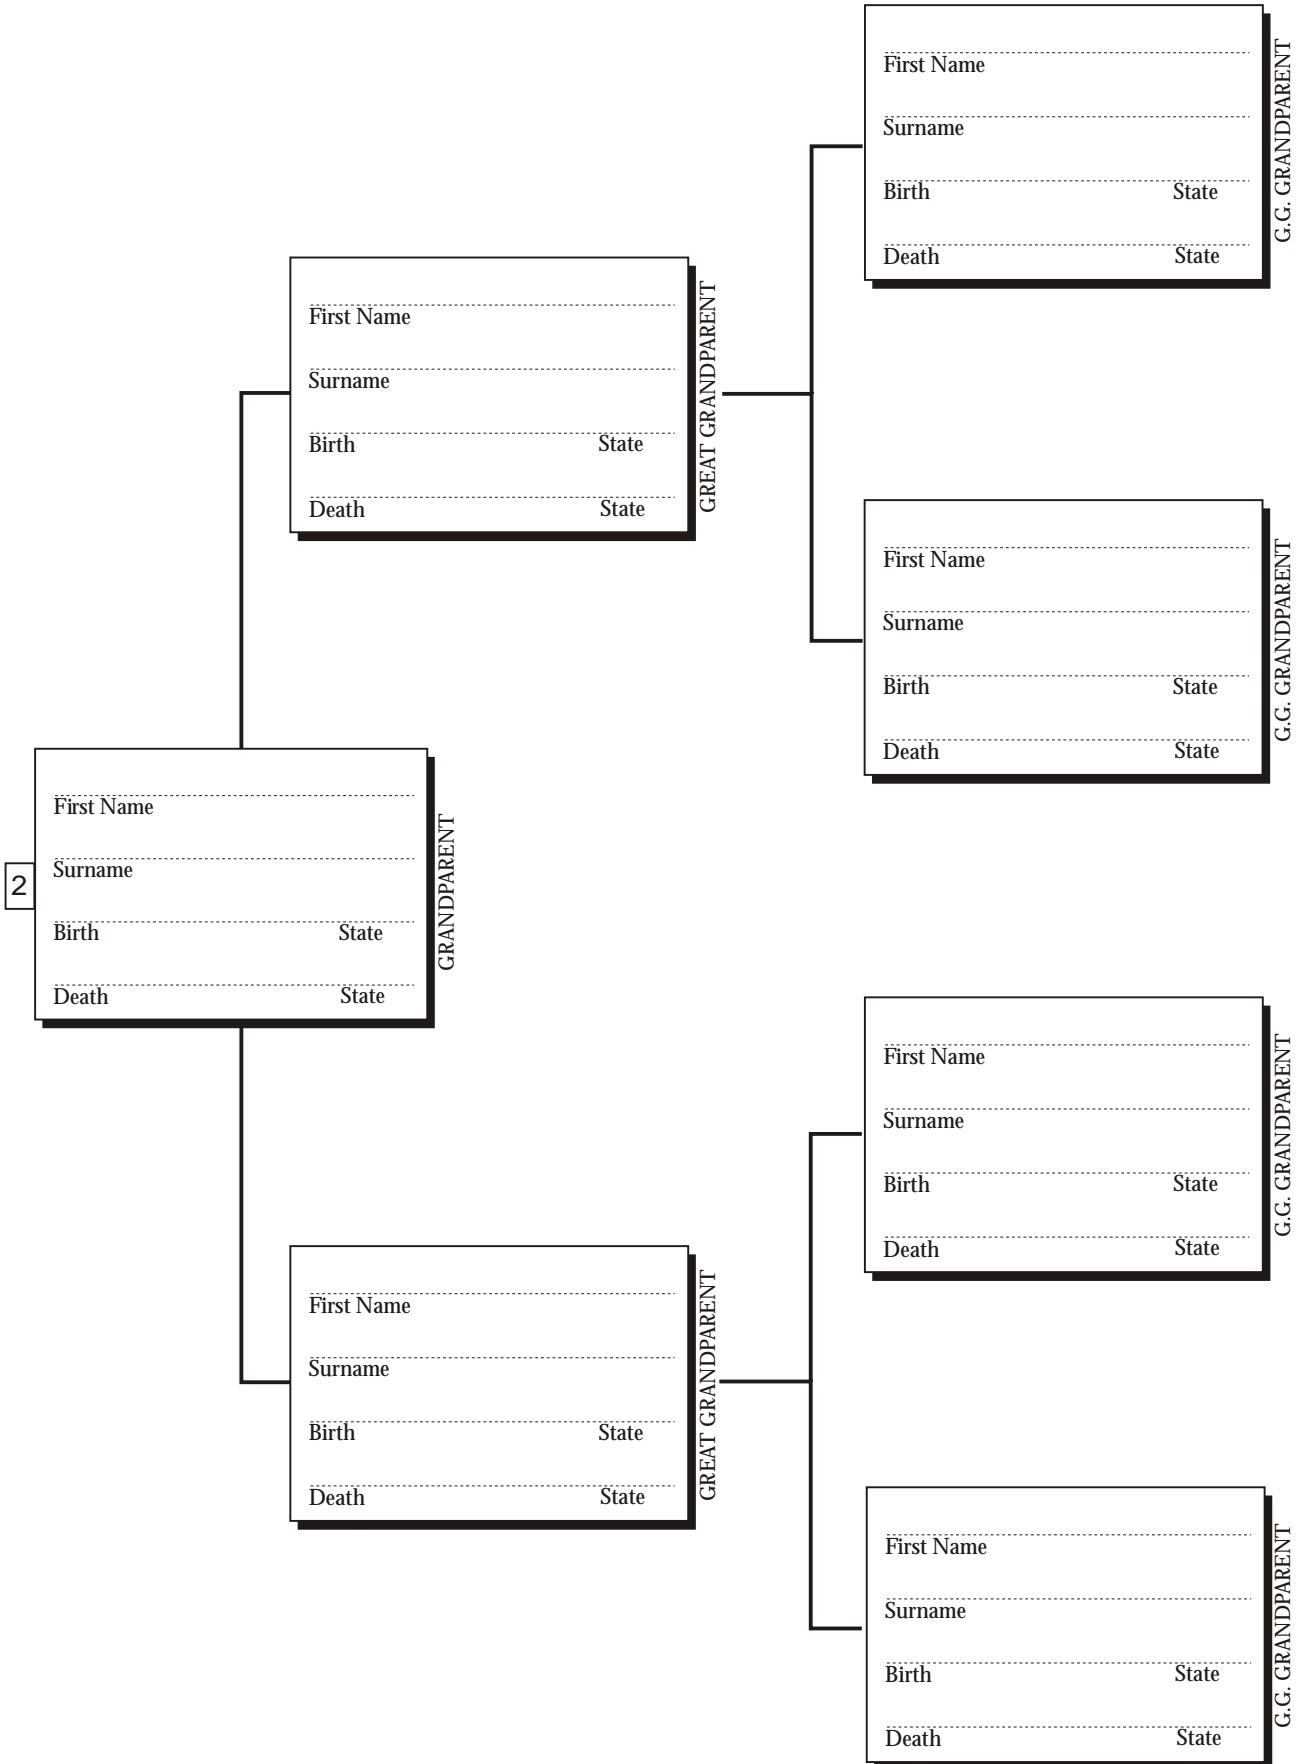 First Name
Surname
Birth State
Death State
G.G. GRANDPARENT
First Name
Surname
Birth State
Death State
GREAT GRANDPARENT
First Name
Surname
Birth State
Death State
G.G. GRANDPARENT
2
First Name
Surname
Birth State
Death State
GRANDPARENT
First Name
Surname
Birth State
Death State
G.G. GRANDPARENT
First Name
Surname
Birth State
Death State
GREAT GRANDPARENT
First Name
Surname
Birth State
Death State
G.G. GRANDPARENT